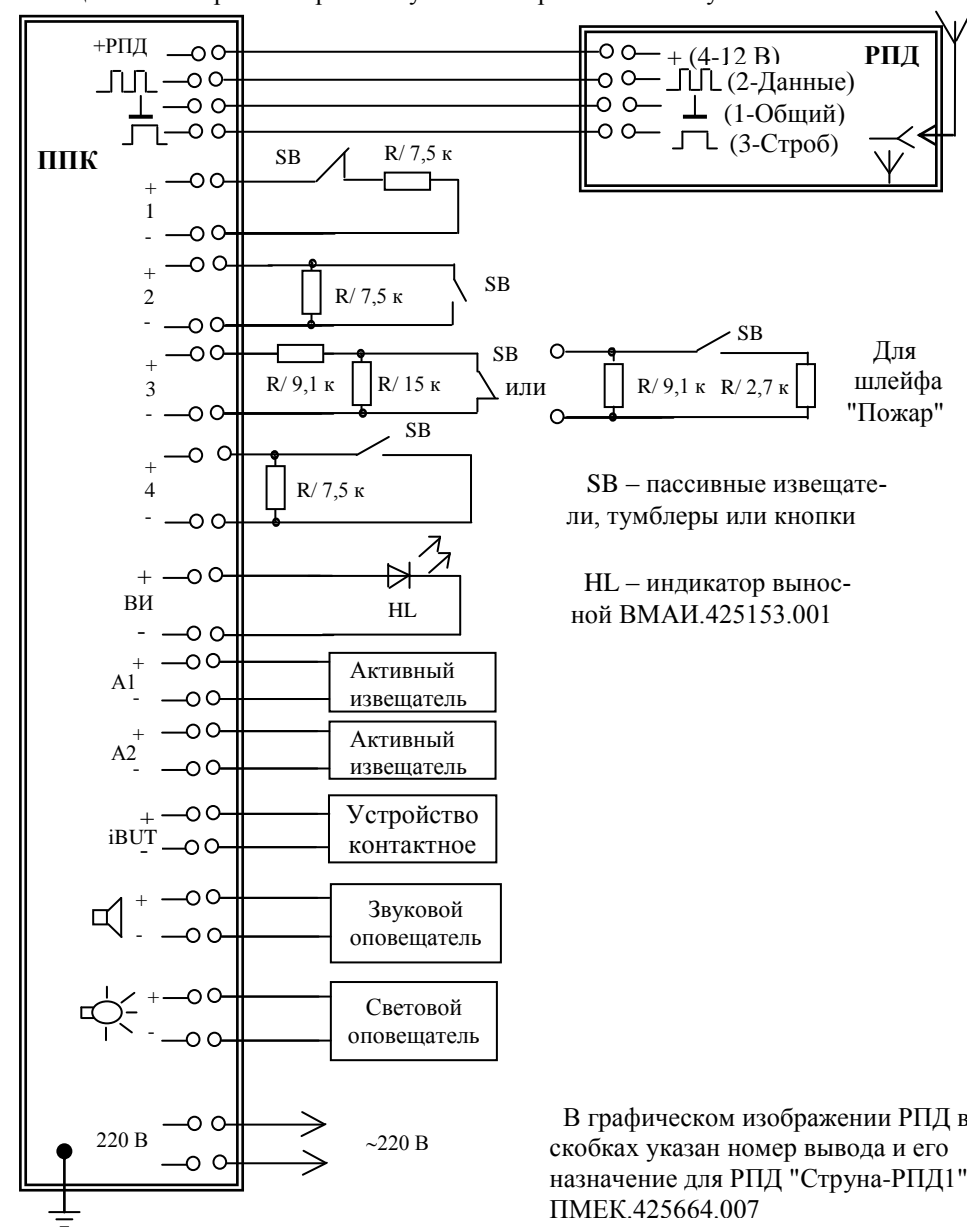 +РПД
+ (4-12 В)
РПД
(2-Данные)
(1-Общий)
(3-Строб)
ППК
SB
R/ 7,5 к
+
1
-
+
2
-
R/ 7,5 к
SB
+
3
-
R/ 9,1 к
R/ 15 к
SB
или
SB
R/ 9,1 к
R/ 2,7 к
Для
шлейфа
"Пожар"
+
4
-
SB
R/ 7,5 к
SB – пассивные извещате-
ли, тумблеры или кнопки
+
ВИ
-
HL
HL – индикатор вынос-
ной ВМАИ.425153.001
+
А1
-
Активный
извещатель
+
А2
-
Активный
извещатель
+
iBUT
-
Устройство
контактное
+
-
Звуковой
оповещатель
+
-
Световой
оповещатель
220 В
~220 В
В графическом изображении РПД в
скобках указан номер вывода и его
назначение для РПД "Струна-РПД1"
ПМЕК.425664.007